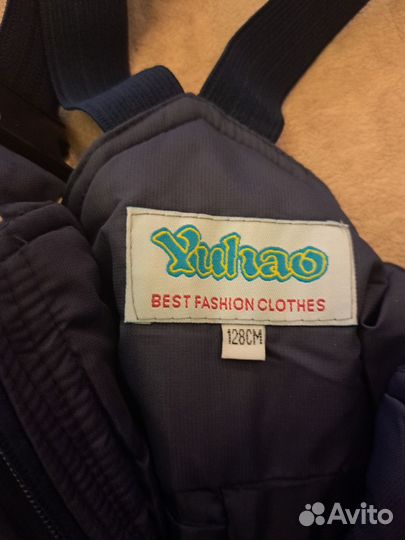 Yuhao
BEST FASHION CLOTHES
128CM
Avito